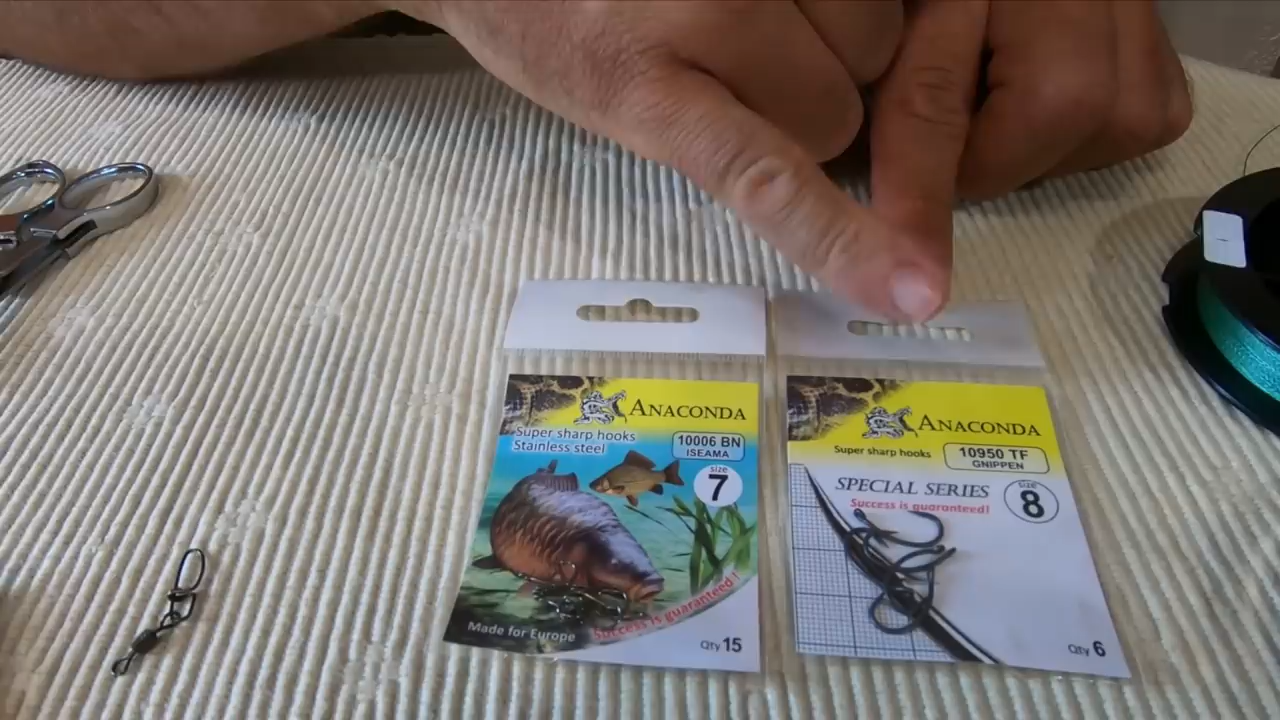 ANACONDA
Super sharp hooks
Stainless steel
10006 BN
ISEAMA
size
7
Made for Europe
Success is guaranteed!
Qty 15
ANACONDA
Super sharp hooks
10950 TF
GNIPPEN
SPECIAL SERIES
Success is guaranteed!
size
8
Qty 6